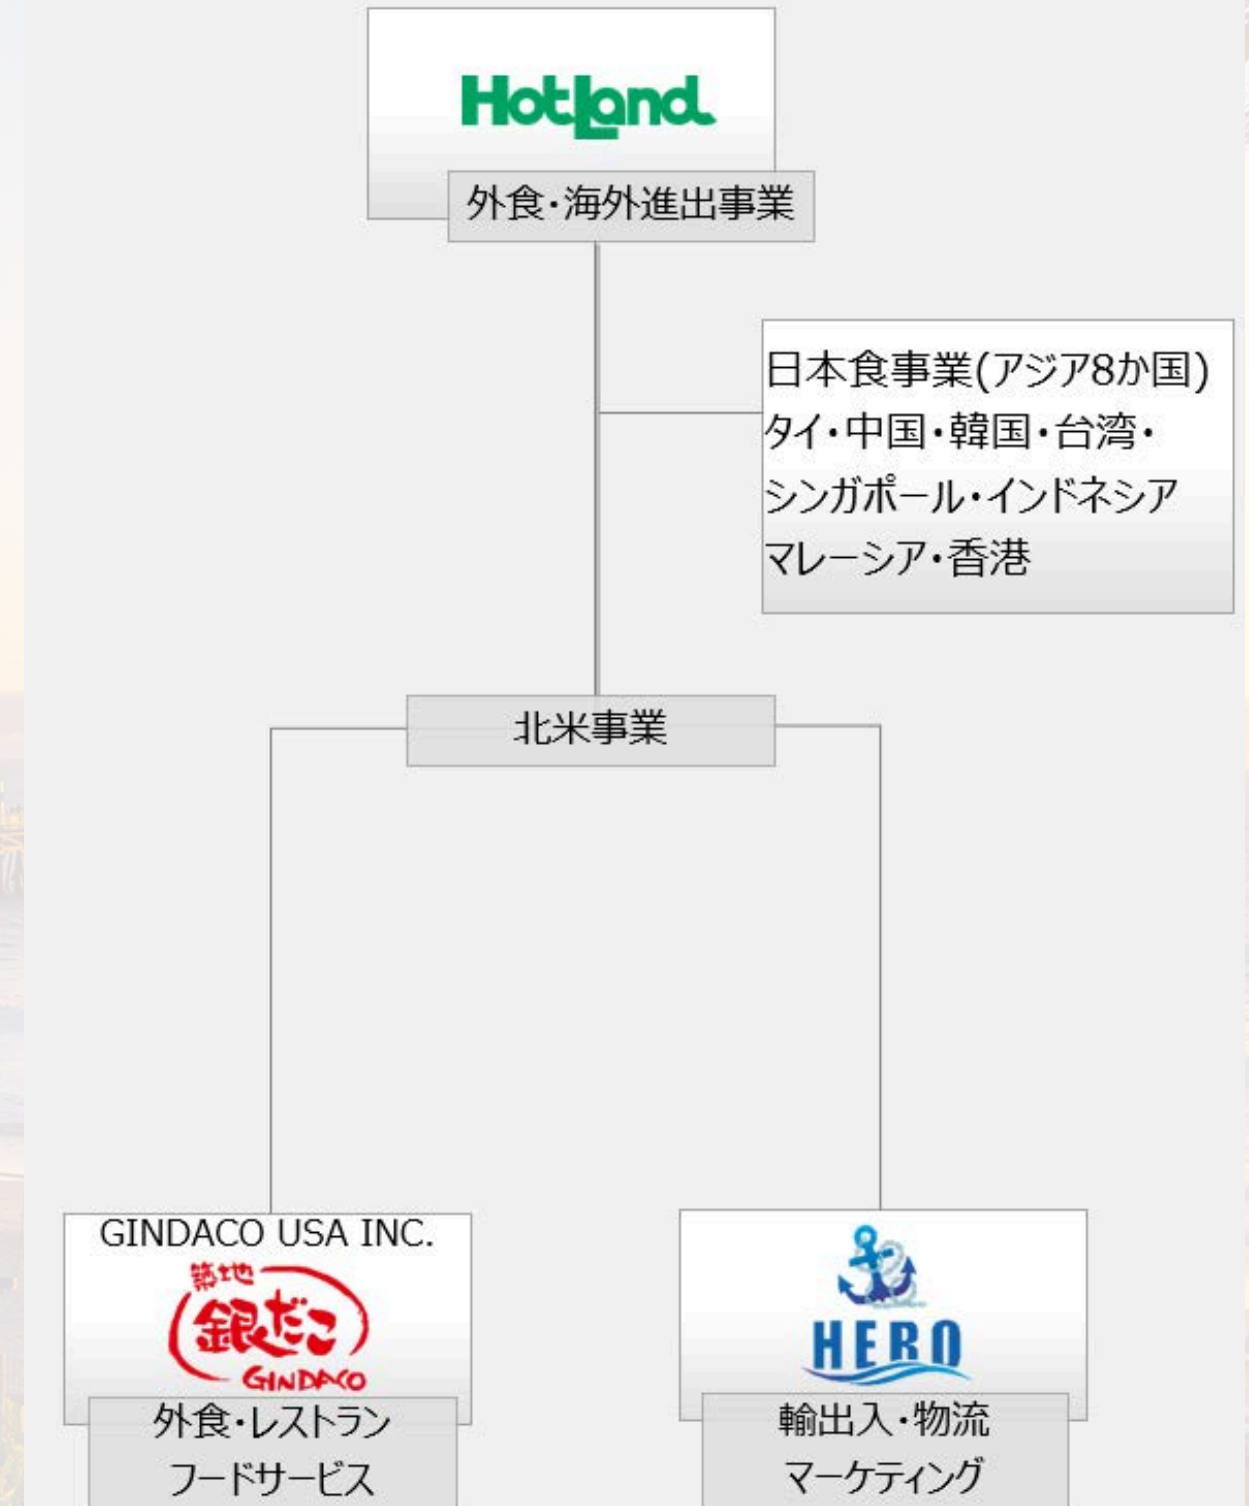 HotLand
外食・海外進出事業
日本食事業(アジア8か国)
タイ・中国・韓国・台湾・
シンガポール・インドネシア
マレーシア・香港
北米事業
GINDACO USA INC.
築地
銀だこ
GINDACO
外食・レストラン
フードサービス
HERO
輸出入・物流
マーケティング